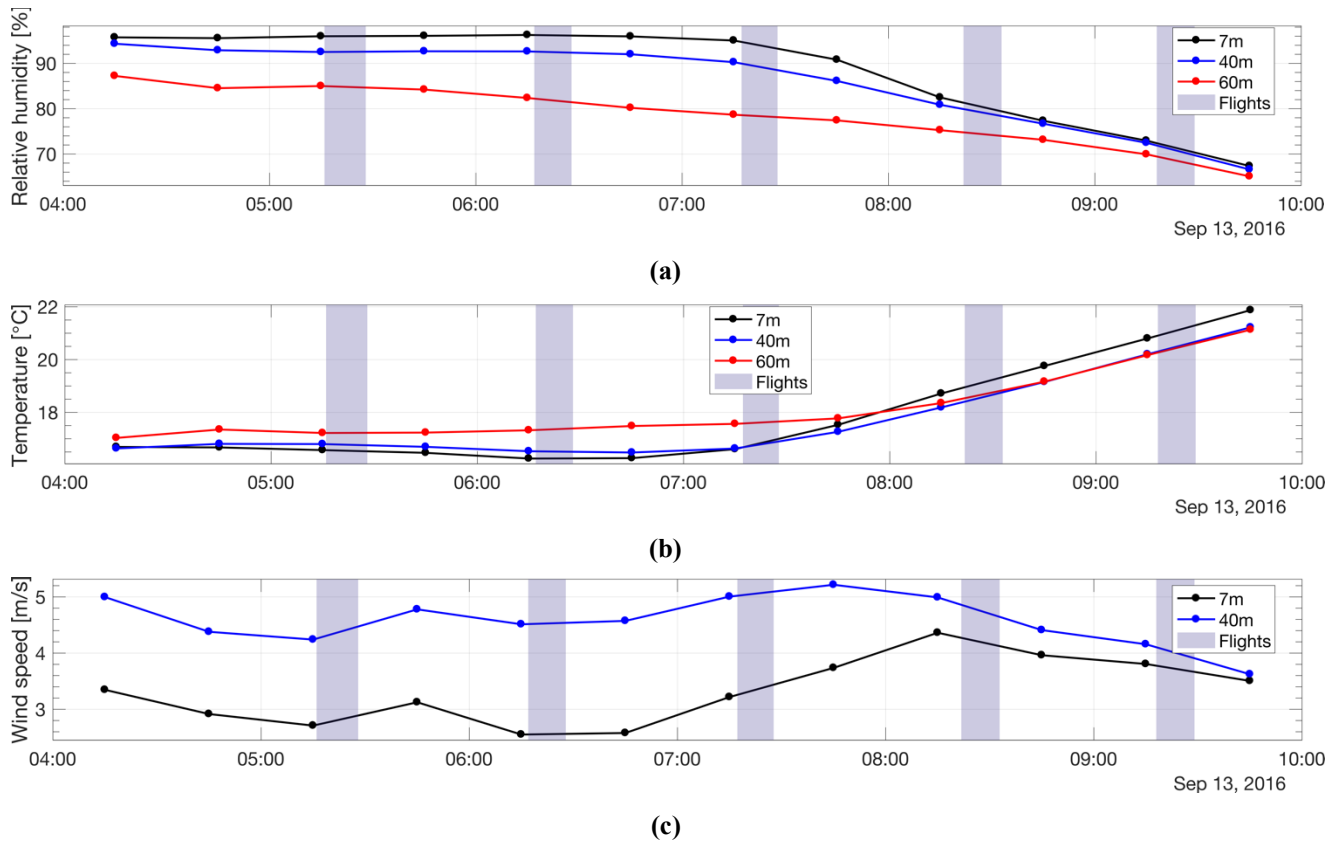 Relative humidity [%]
90
80
70
7m
40m
60m
Flights
04:00 05:00 06:00 07:00 08:00 09:00 10:00
Sep 13, 2016
(a)
Temperature [°C]
22
20
18
7m
40m
60m
Flights
04:00 05:00 06:00 07:00 08:00 09:00 10:00
Sep 13, 2016
(b)
Wind speed [m/s]
5
4
3
7m
40m
Flights
04:00 05:00 06:00 07:00 08:00 09:00 10:00
Sep 13, 2016
(c)